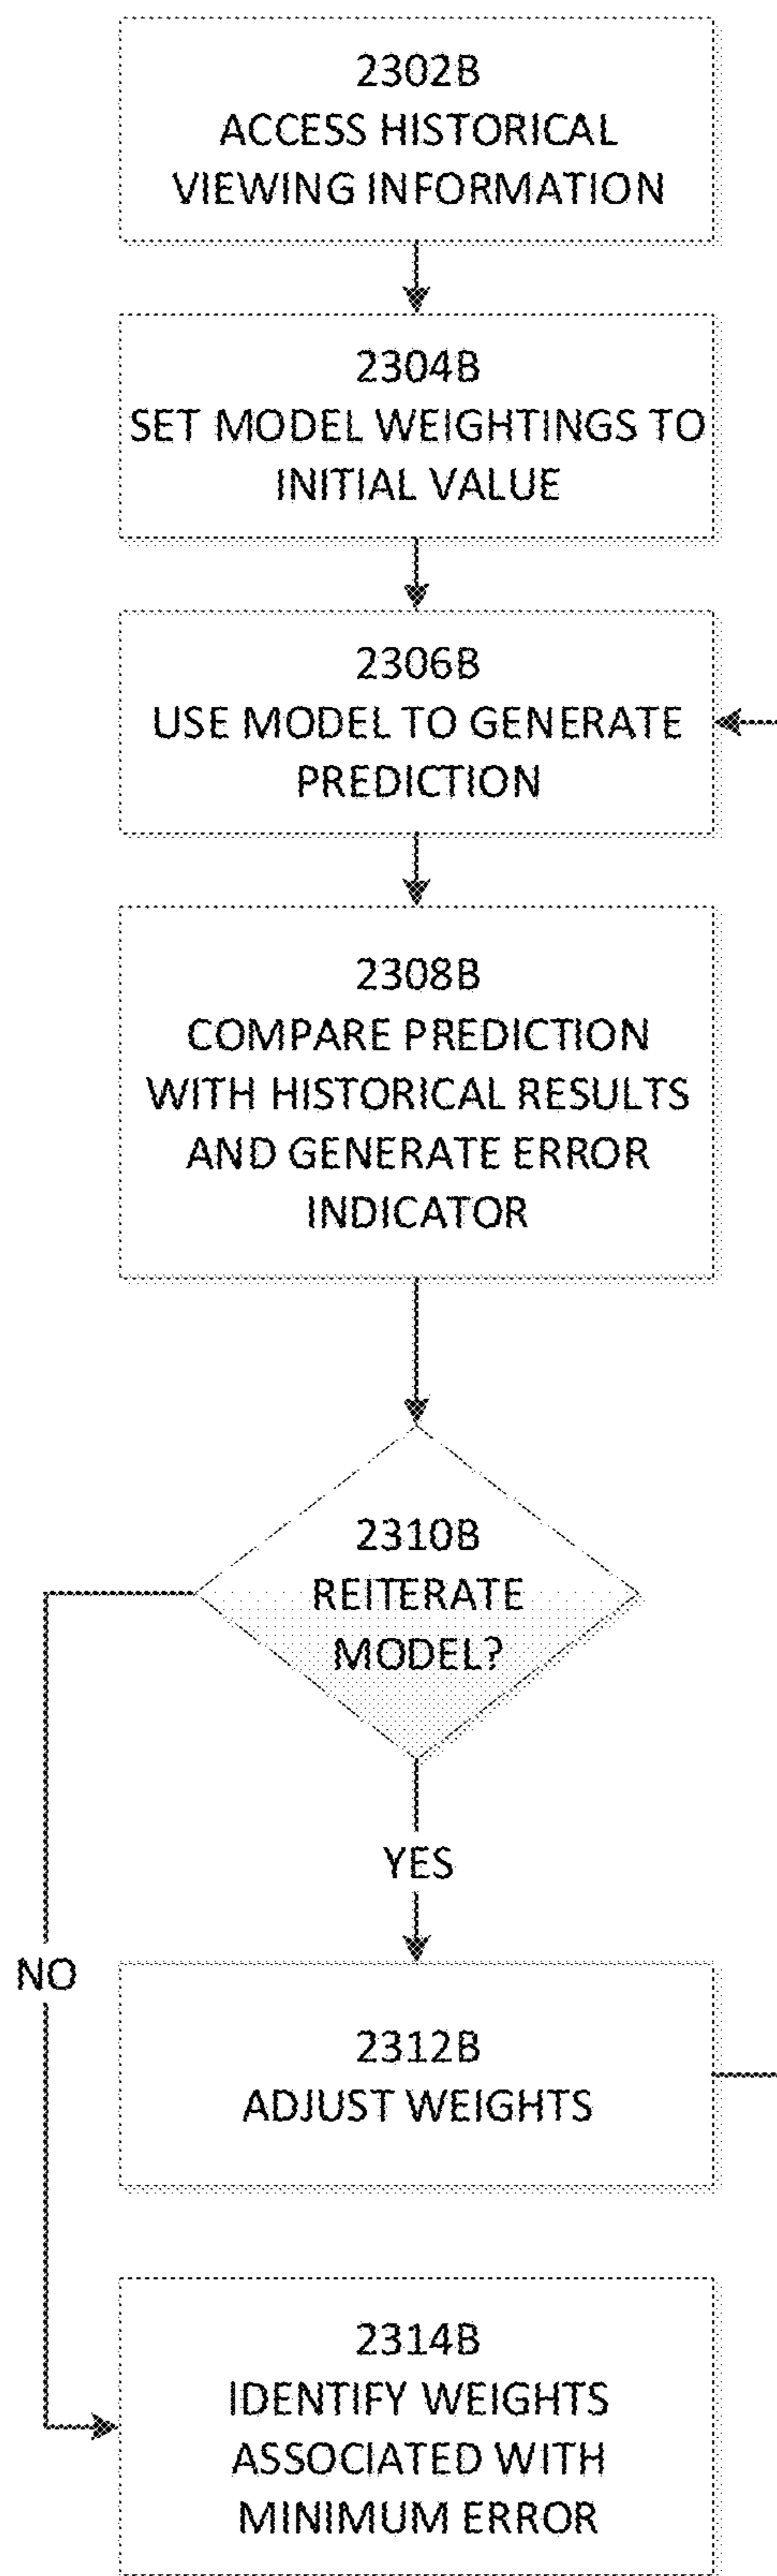 2302B
ACCESS HISTORICAL
VIEWING INFORMATION
2304B
SET MODEL WEIGHTINGS TO
INITIAL VALUE
2306B
USE MODEL TO GENERATE
PREDICTION
2308B
COMPARE PREDICTION
WITH HISTORICAL RESULTS
AND GENERATE ERROR
INDICATOR
2310B
REITERATE
MODEL?
YES
NO
2312B
ADJUST WEIGHTS
2314B
IDENTIFY WEIGHTS
ASSOCIATED WITH
MINIMUM ERROR